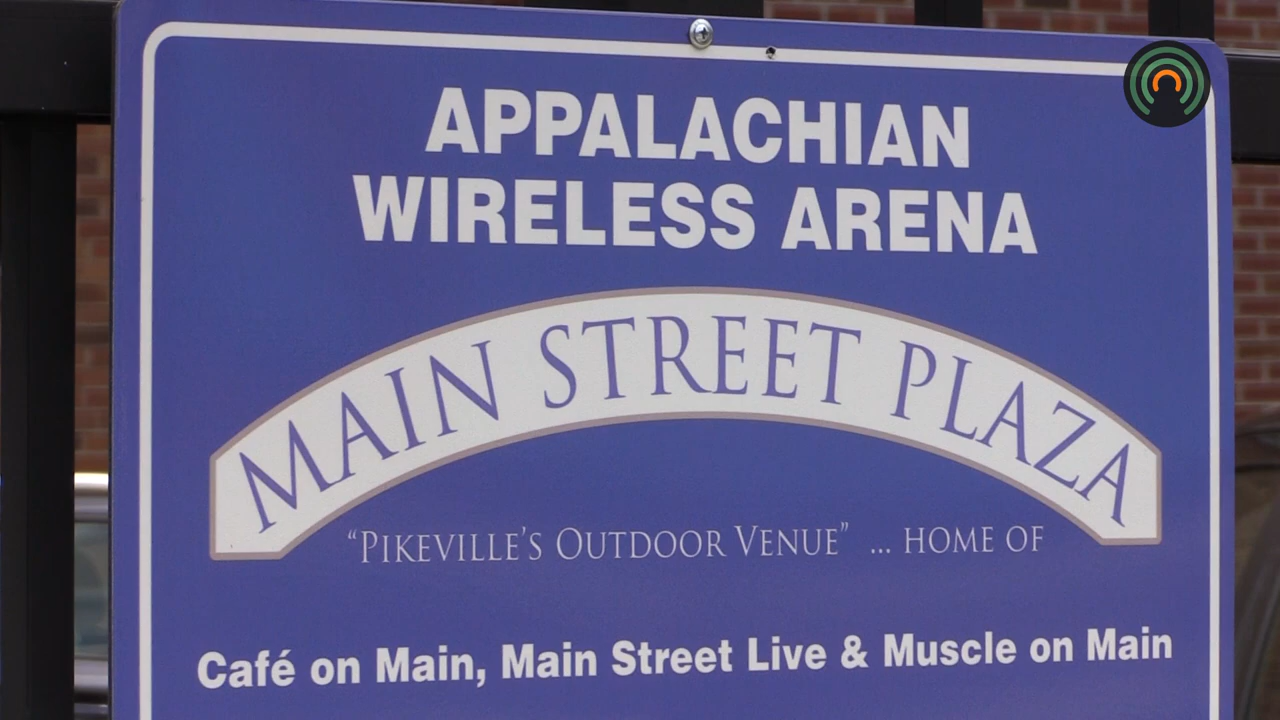 APPALACHIAN
WIRELESS ARENA
MAIN STREET PLAZA
“PIKEVILLE’S OUTDOOR VENUE” ... HOME OF
Café on Main, Main Street Live & Muscle on Main